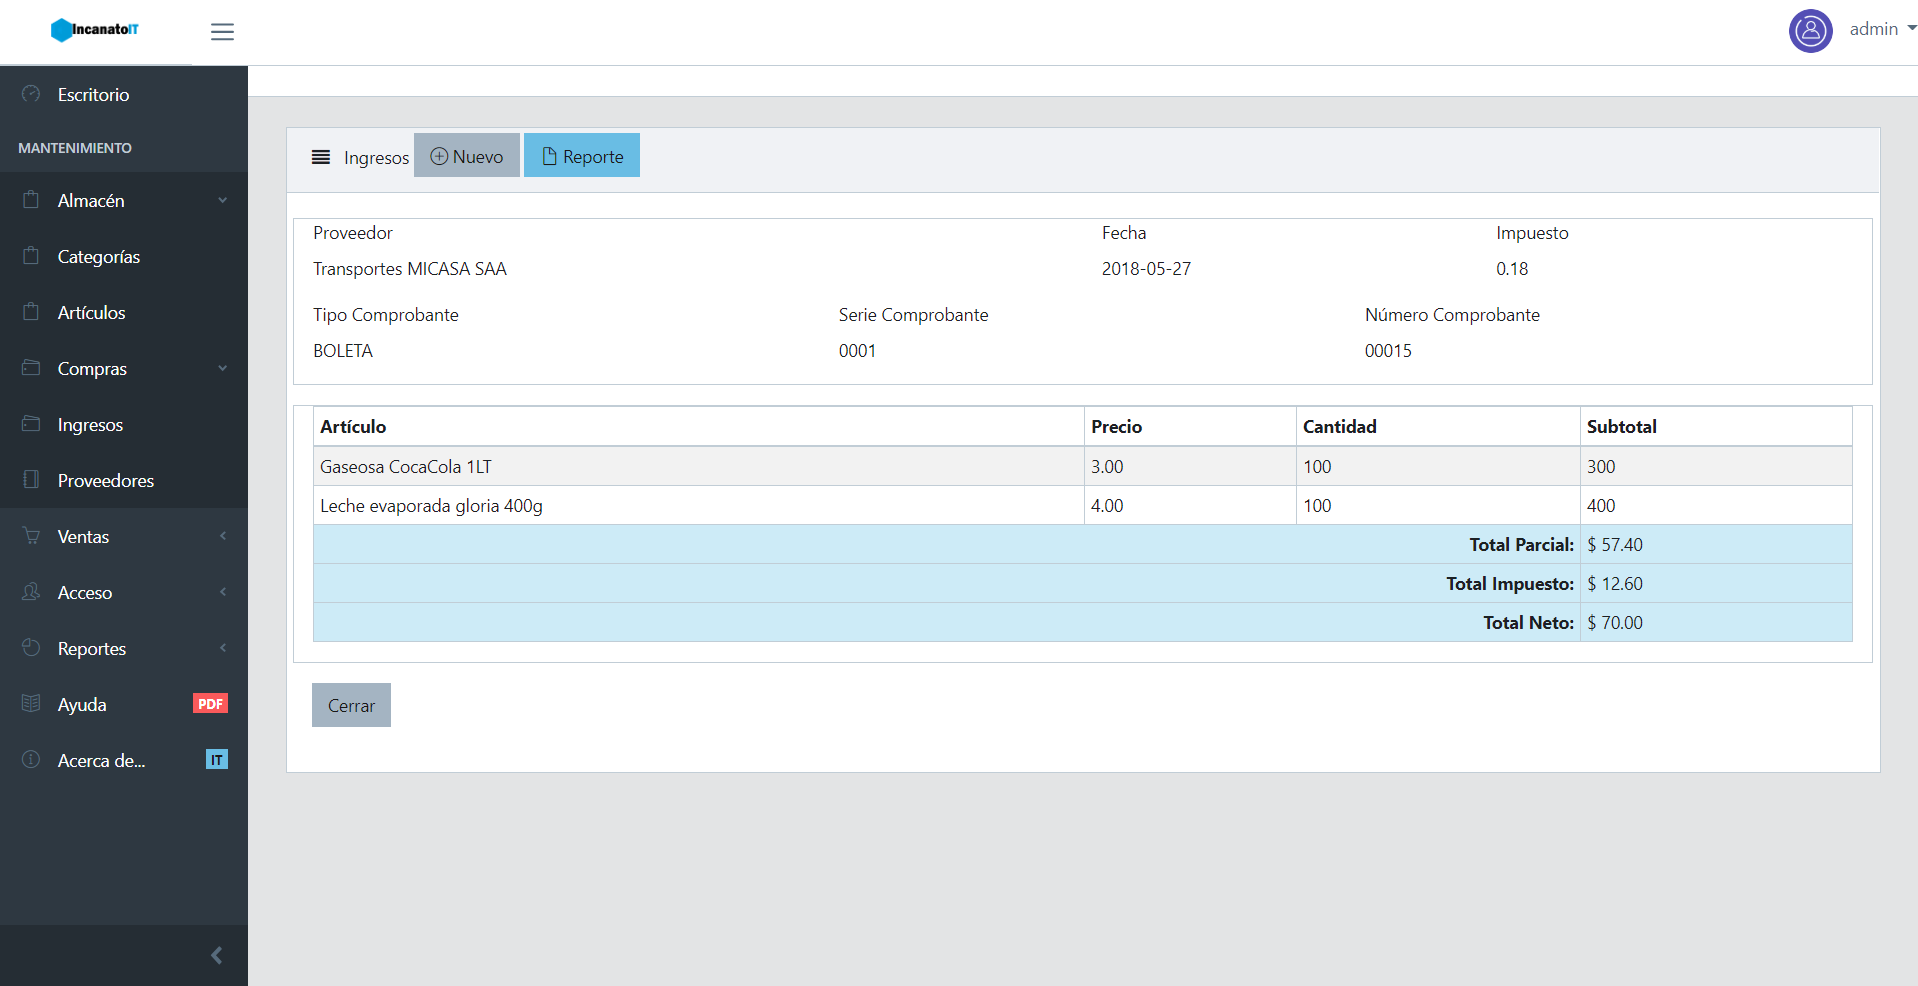 IncanatoIT
admin
Escritorio
MANTENIMIENTO
Almacén
Categorías
Artículos
Compras
Ingresos
Proveedores
Ventas
Acceso
Reportes
Ayuda PDF
Acerca de... IT
Ingresos Nuevo Reporte
Proveedor Fecha Impuesto
Transportes MICASA SAA 2018-05-27 0.18
Tipo Comprobante Serie Comprobante Número Comprobante
BOLETA 0001 00015
Artículo Precio Cantidad Subtotal
Gaseosa CocaCola 1LT 3.00 100 300
Leche evaporada gloria 400g 4.00 100 400
Total Parcial: $ 57.40
Total Impuesto: $ 12.60
Total Neto: $ 70.00
Cerrar